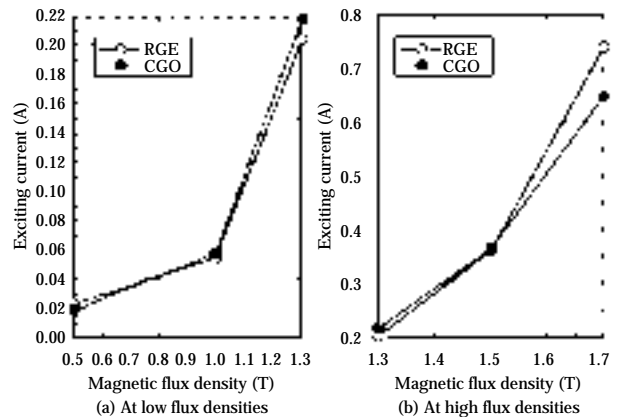 Exciting current (A)
0.22
0.20
0.18
0.16
0.14
0.12
0.10
0.08
0.06
0.04
0.02
0.00
RGE
CGO
0.5 0.6 0.7 0.8 0.9 1.0 1.1 1.2 1.3
Magnetic flux density (T)
(a) At low flux densities
Exciting current (A)
0.8
0.7
0.6
0.5
0.4
0.3
0.2
RGE
CGO
1.3 1.4 1.5 1.6 1.7
Magnetic flux density (T)
(b) At high flux densities